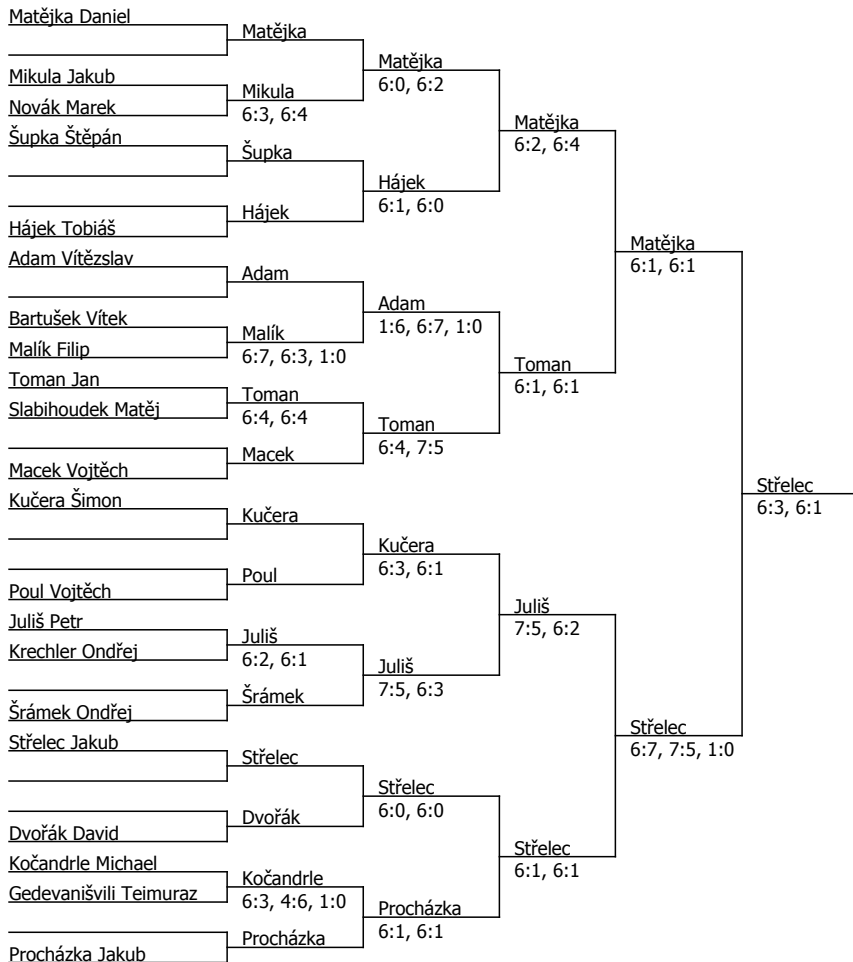 Matějka Daniel
Matějka
Matějka
6:0, 6:2
Mikula Jakub
Mikula
6:3, 6:4
Novák Marek
Matějka
6:2, 6:4
Šupka Štěpán
Šupka
Hájek
6:1, 6:0
Hájek
Hájek Tobiáš
Matějka
6:1, 6:1
Adam Vítězslav
Adam
Adam
1:6, 6:7, 1:0
Bartušek Vítek
Malík
6:7, 6:3, 1:0
Malík Filip
Toman
6:1, 6:1
Toman Jan
Toman
6:4, 6:4
Slabihoudek Matěj
Toman
6:4, 7:5
Macek
Macek Vojtěch
Střelec
6:3, 6:1
Kučera Šimon
Kučera
Kučera
6:3, 6:1
Poul
Poul Vojtěch
Juliš
7:5, 6:2
Juliš Petr
Juliš
6:2, 6:1
Krechler Ondřej
Juliš
7:5, 6:3
Šrámek
Šrámek Ondřej
Střelec
6:7, 7:5, 1:0
Střelec Jakub
Střelec
Střelec
6:0, 6:0
Dvořák
Dvořák David
Střelec
6:1, 6:1
Kočandrle Michael
Kočandrle
6:3, 4:6, 1:0
Gedevanišvili Teimuraz
Procházka
6:1, 6:1
Procházka
Procházka Jakub